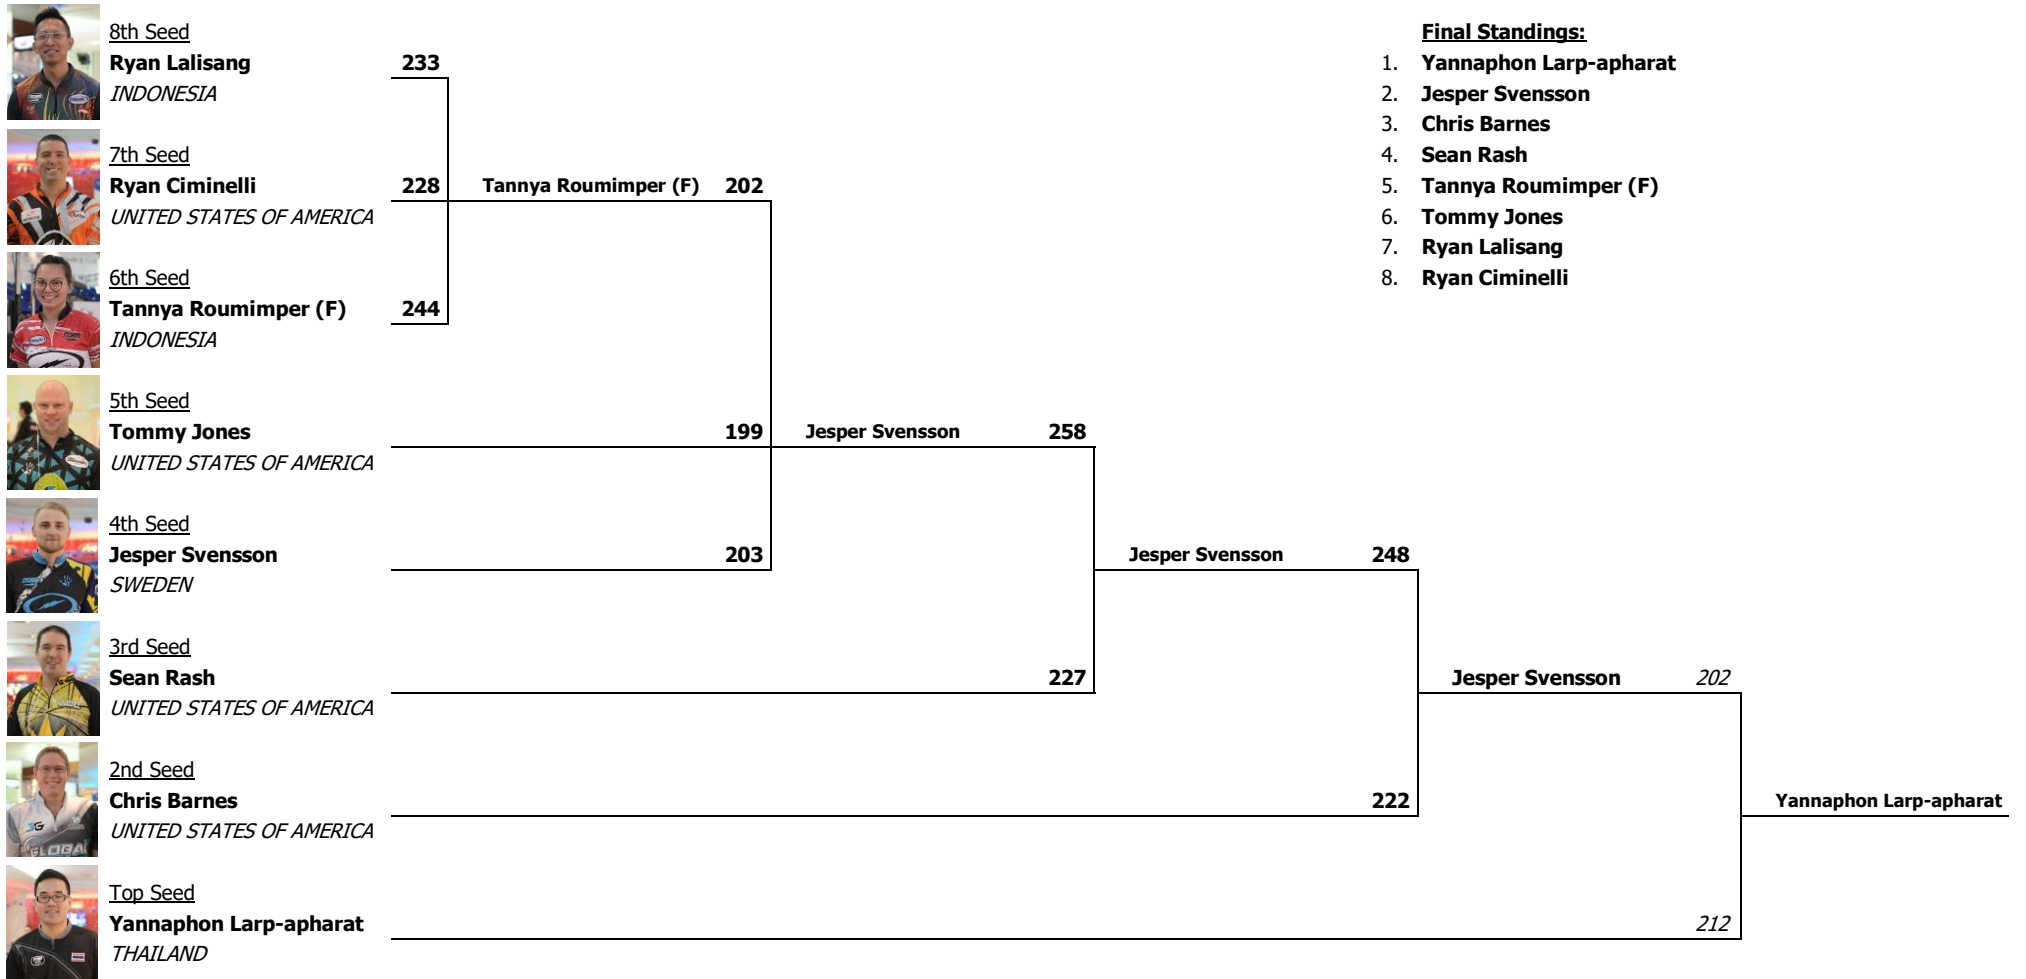 8th Seed
Ryan Lalisang 233
INDONESIA
7th Seed
Ryan Ciminelli 228 Tannya Roumimper (F) 202
UNITED STATES OF AMERICA
6th Seed
Tannya Roumimper (F) 244
INDONESIA
5th Seed
Tommy Jones 199 Jesper Svensson 258
UNITED STATES OF AMERICA
4th Seed
Jesper Svensson 203 Jesper Svensson 248
SWEDEN
3rd Seed
Sean Rash 227 Jesper Svensson 202
UNITED STATES OF AMERICA
2nd Seed
Chris Barnes 222 Yannaphon Larp-apharat
UNITED STATES OF AMERICA
Top Seed
Yannaphon Larp-apharat 212
THAILAND
Final Standings:
1. Yannaphon Larp-apharat
2. Jesper Svensson
3. Chris Barnes
4. Sean Rash
5. Tannya Roumimper (F)
6. Tommy Jones
7. Ryan Lalisang
8. Ryan Ciminelli